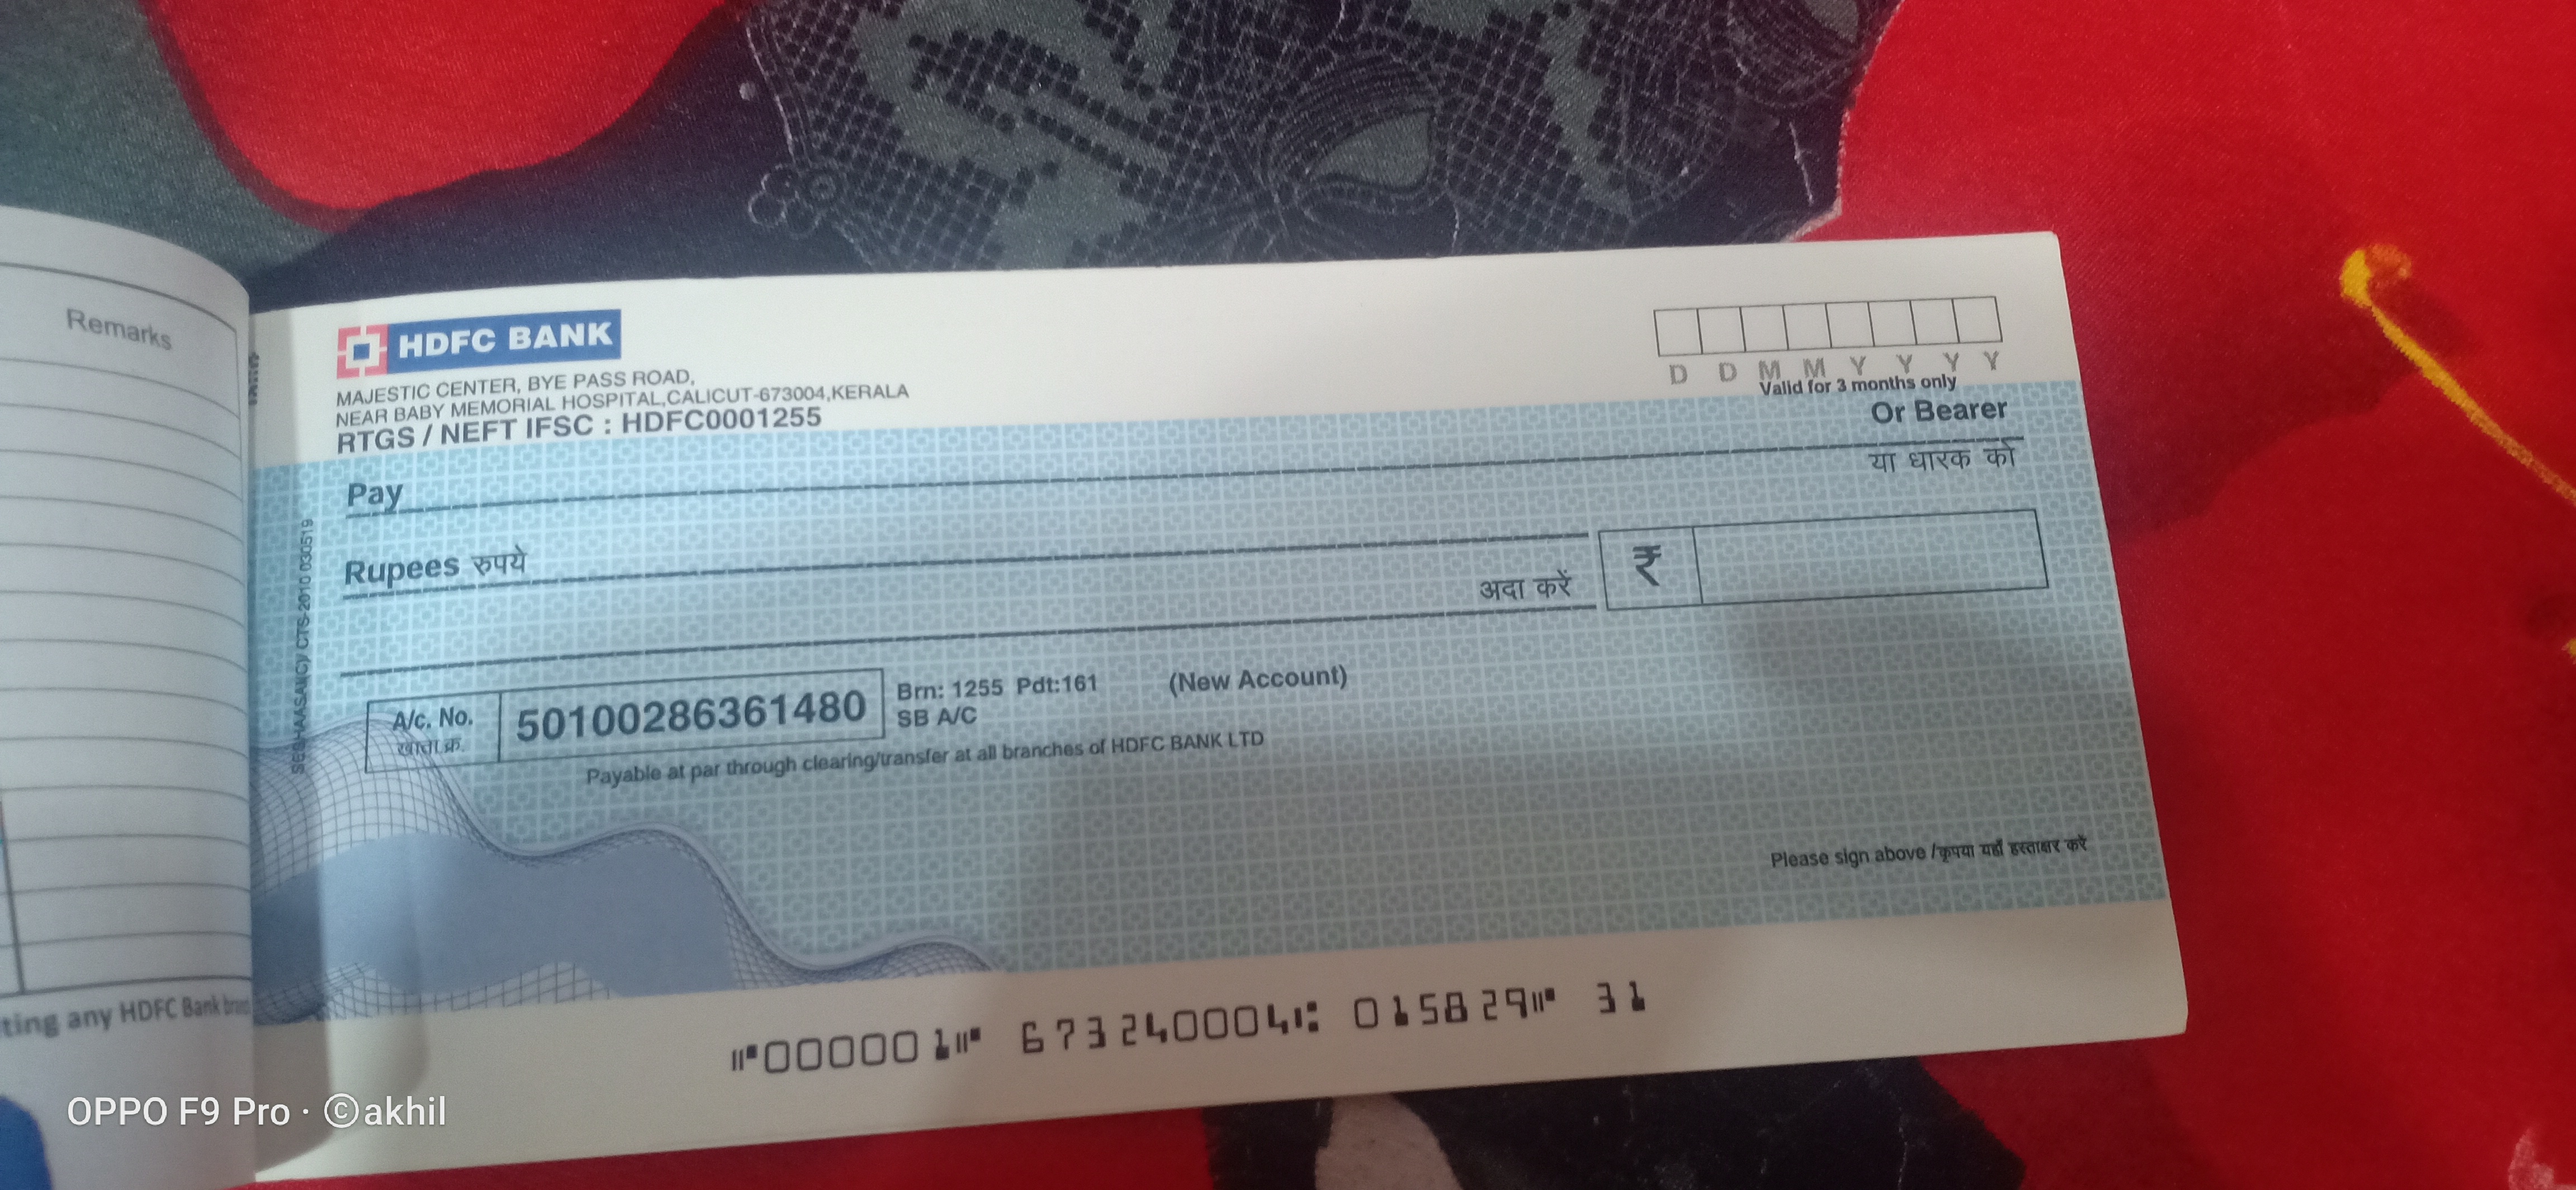 Remarks
HDFC BANK
MAJESTIC CENTER, BYE PASS ROAD,
NEAR BABY MEMORIAL HOSPITAL,CALICUT-673004,KERALA
RTGS / NEFT IFSC : HDFC0001255
D D M M Y Y Y Y
Valid for 3 months only
Or Bearer
या धारक को
Pay
Rupees रुपये
अदा करें
₹
A/c. No.
खाता क्र.
50100286361480
Brn: 1255 Pdt:161 (New Account)
SB A/C
Payable at par through clearing/transfer at all branches of HDFC BANK LTD
CTS-2010 030519
Please sign above /कृपया यहाँ हस्ताक्षर करें
⑈000001⑈ 673240004⑆ 015829⑈ 31
ting any HDFC Bank
OPPO F9 Pro · ©akhil